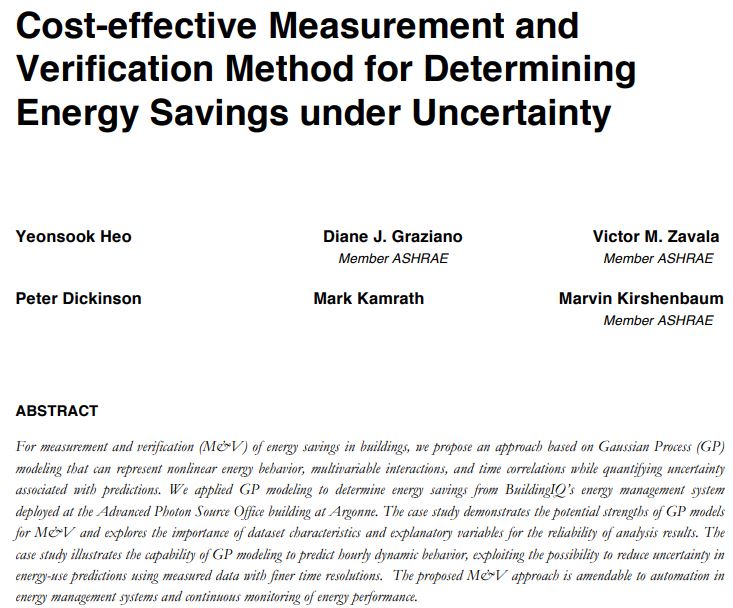 Cost-effective Measurement and
Verification Method for Determining
Energy Savings under Uncertainty
Yeonsook Heo Diane J. Graziano Victor M. Zavala
Member ASHRAE Member ASHRAE
Peter Dickinson Mark Kamrath Marvin Kirshenbaum
Member ASHRAE
ABSTRACT
For measurement and verification (M&V) of energy savings in buildings, we propose an approach based on Gaussian Process (GP)
modeling that can represent nonlinear energy behavior, multivariable interactions, and time correlations while quantifying uncertainty
associated with predictions. We applied GP modeling to determine energy savings from BuildingIQ's energy management system
deployed at the Advanced Photon Source Office building at Argonne. The case study demonstrates the potential strengths of GP models
for M&V and explores the importance of dataset characteristics and explanatory variables for the reliability of analysis results. The
case study illustrates the capability of GP modeling to predict hourly dynamic behavior, exploiting the possibility to reduce uncertainty in
energy-use predictions using measured data with finer time resolutions. The proposed M&V approach is amendable to automation in
energy management systems and continuous monitoring of energy performance.